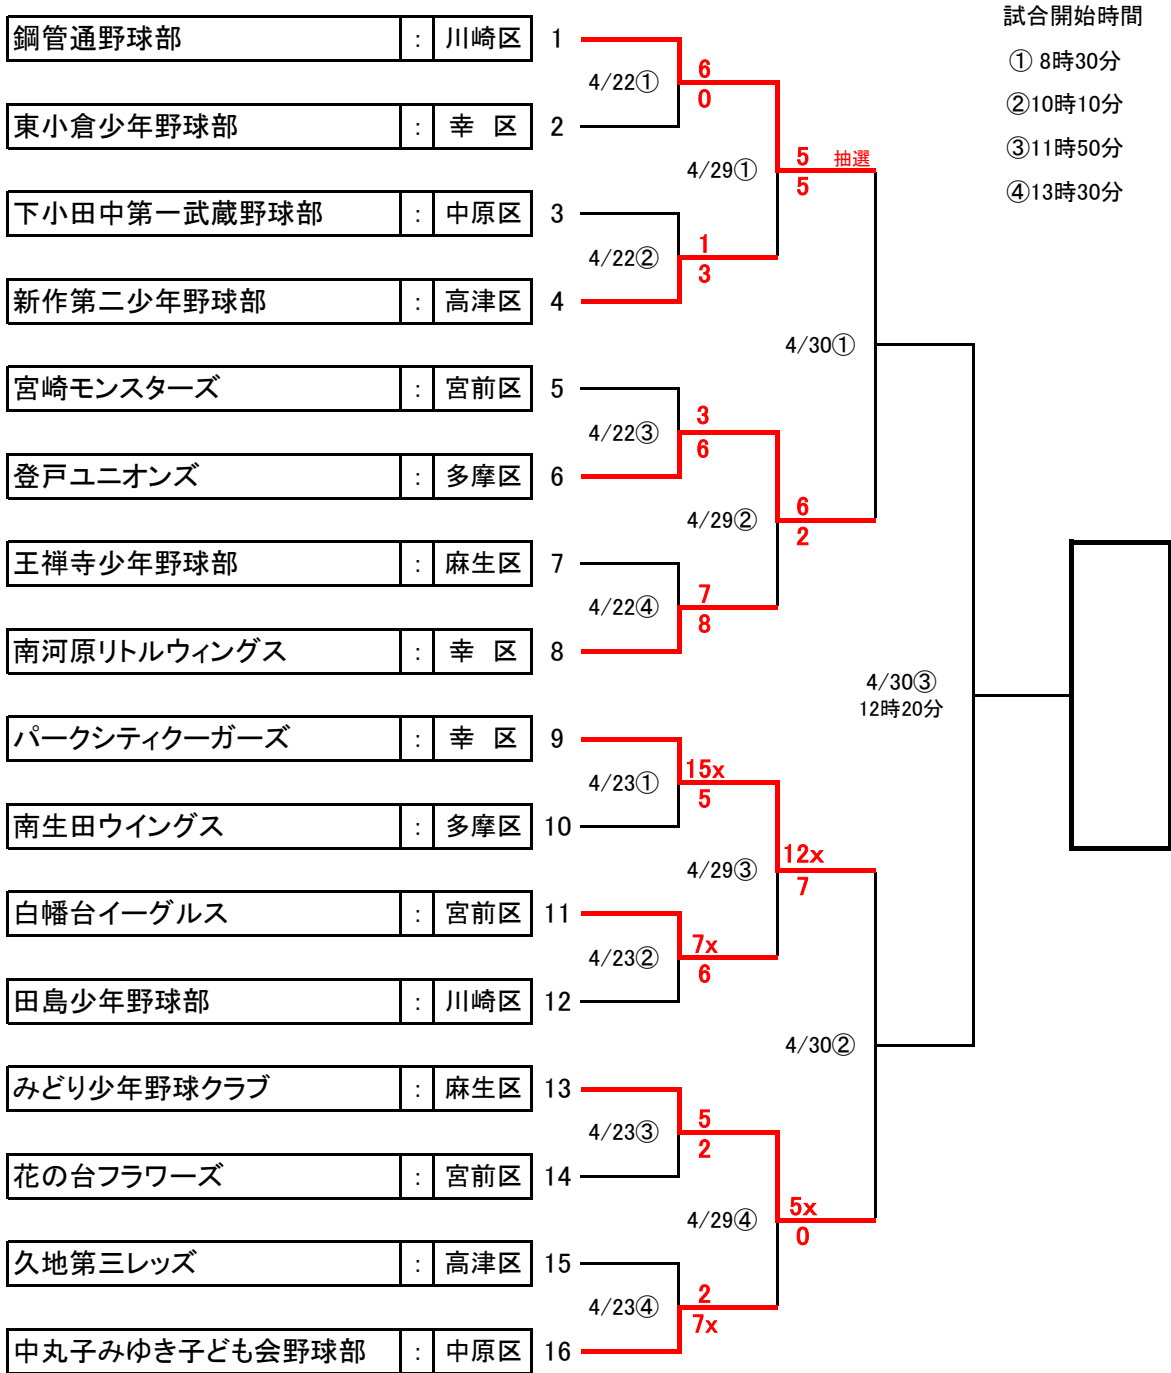 試合開始時間
① 8時30分
②10時10分
③11時50分
④13時30分
鋼管通野球部 : 川崎区 1
4/22① 6 0
東小倉少年野球部 : 幸 区 2
4/29① 5 5 抽選
下小田中第一武蔵野球部 : 中原区 3
4/22② 1 3
新作第二少年野球部 : 高津区 4
4/30①
宮崎モンスターズ : 宮前区 5
4/22③ 3 6
登戸ユニオンズ : 多摩区 6
4/29② 6 2
王禅寺少年野球部 : 麻生区 7
4/22④ 7 8
南河原リトルウィングス : 幸 区 8
4/30③
12時20分
パークシティクーガーズ : 幸 区 9
4/23① 15x 5
南生田ウイングス : 多摩区 10
4/29③ 12x 7
白幡台イーグルス : 宮前区 11
4/23② 7x 6
田島少年野球部 : 川崎区 12
4/30②
みどり少年野球クラブ : 麻生区 13
4/23③ 5 2
花の台フラワーズ : 宮前区 14
4/29④ 5x 0
久地第三レッズ : 高津区 15
4/23④ 2 7x
中丸子みゆき子ども会野球部 : 中原区 16